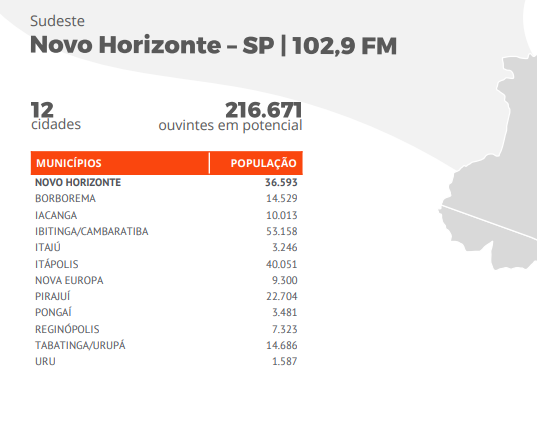 Sudeste
Novo Horizonte – SP | 102,9 FM
12 216.671
cidades ouvintes em potencial
MUNICÍPIOS POPULAÇÃO
NOVO HORIZONTE 36.593
BORBOREMA 14.529
IACANGA 10.013
IBITINGA/CAMBARATIBA 53.158
ITAJÚ 3.246
ITÁPOLIS 40.051
NOVA EUROPA 9.300
PIRAJUÍ 22.704
PONGAÍ 3.481
REGINÓPOLIS 7.323
TABATINGA/URUPÁ 14.686
URU 1.587